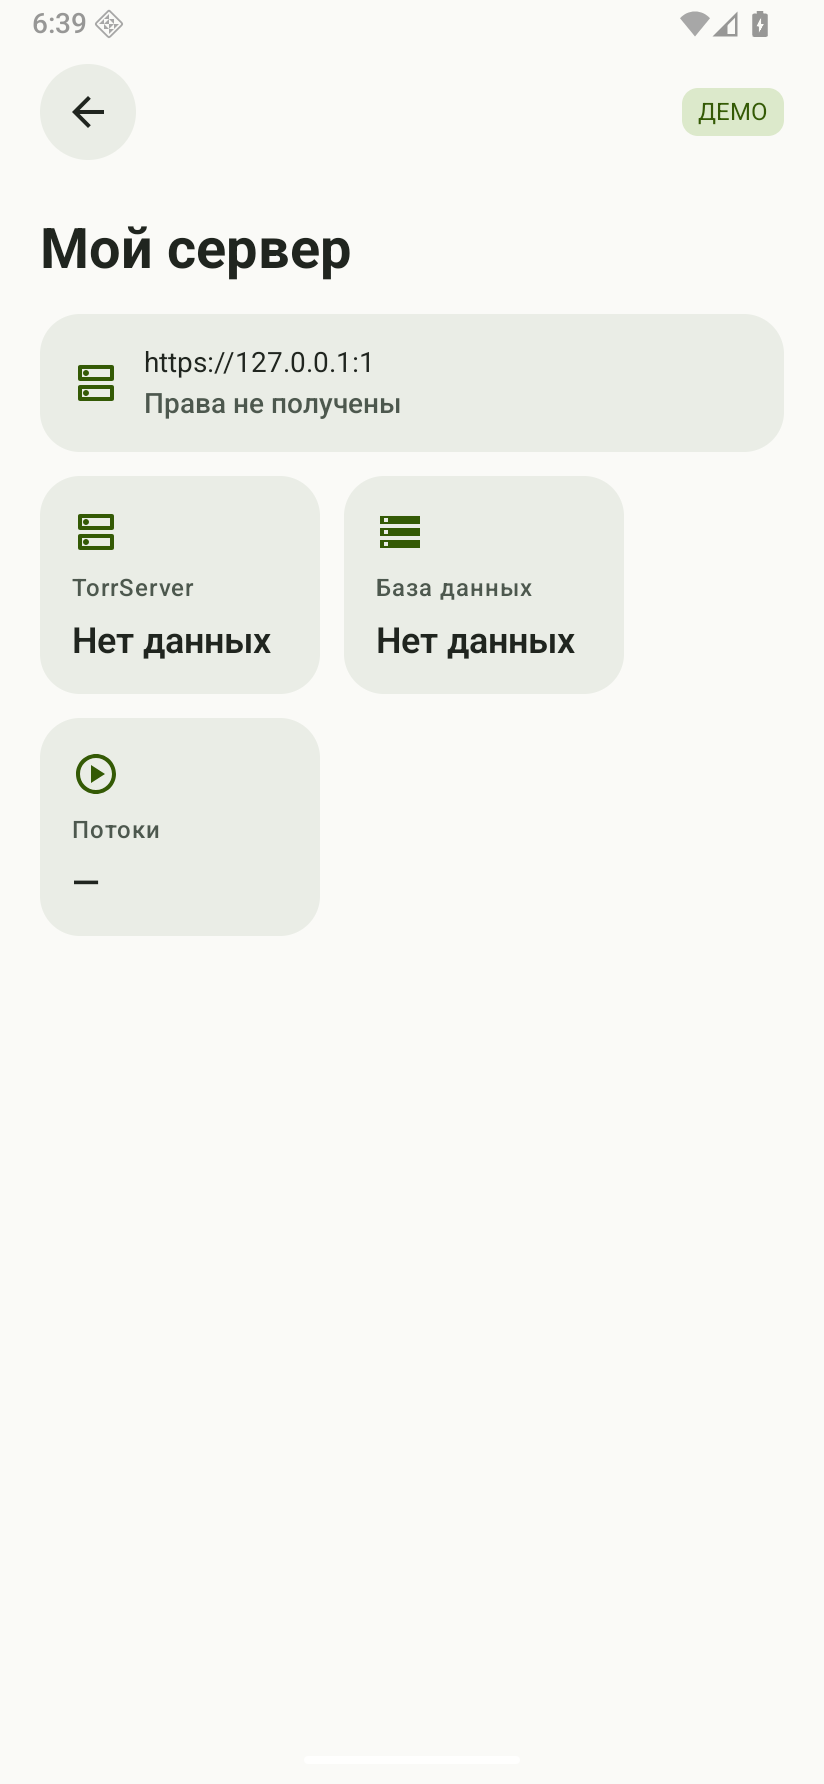 6:39
ДЕМО
Мой сервер
https://127.0.0.1:1
Права не получены
TorrServer
Нет данных
База данных
Нет данных
Потоки
—